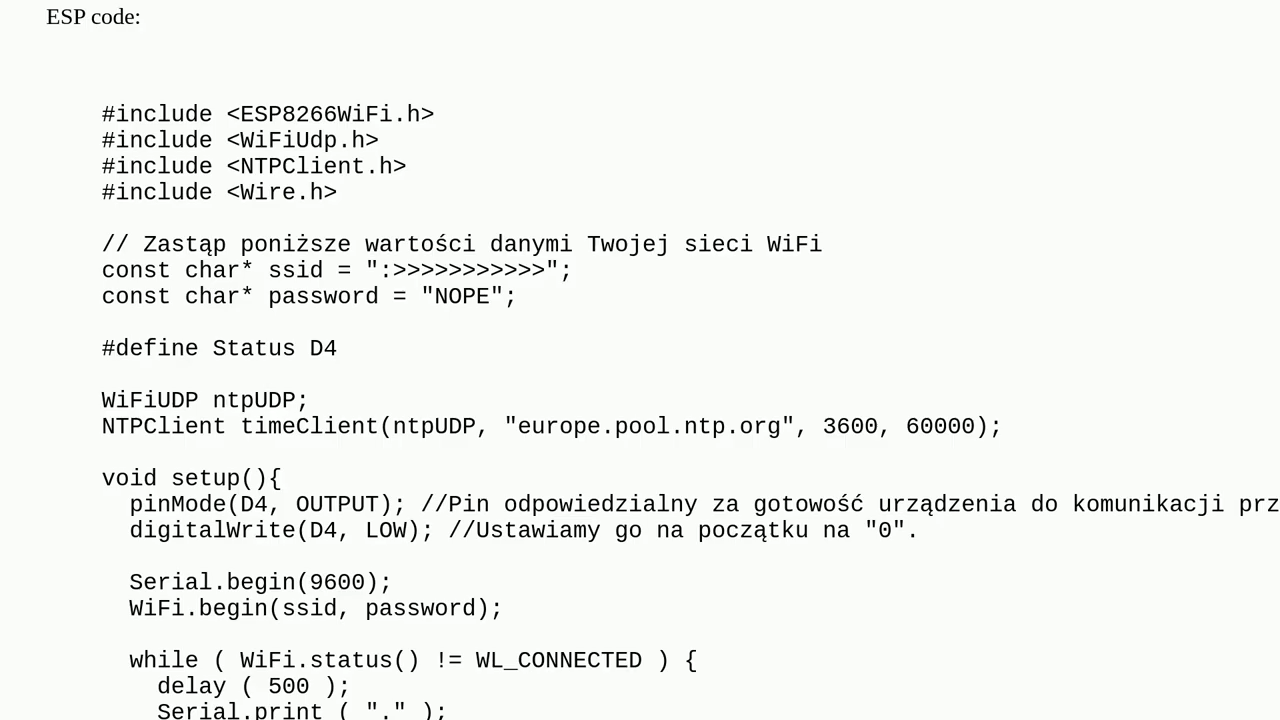 ESP code:
#include <ESP8266WiFi.h>
#include <WiFiUdp.h>
#include <NTPClient.h>
#include <Wire.h>
// Zastąp poniższe wartości danymi Twojej sieci WiFi
const char* ssid = ":>>>>>>>>>>>";
const char* password = "NOPE";
#define Status D4
WiFiUDP ntpUDP;
NTPClient timeClient(ntpUDP, "europe.pool.ntp.org", 3600, 60000);
void setup(){
pinMode(D4, OUTPUT); //Pin odpowiedzialny za gotowość urządzenia do komunikacji prz
digitalWrite(D4, LOW); //Ustawiamy go na początku na "0".
Serial.begin(9600);
WiFi.begin(ssid, password);
while ( WiFi.status() != WL_CONNECTED ) {
delay ( 500 );
Serial.print ( "." );